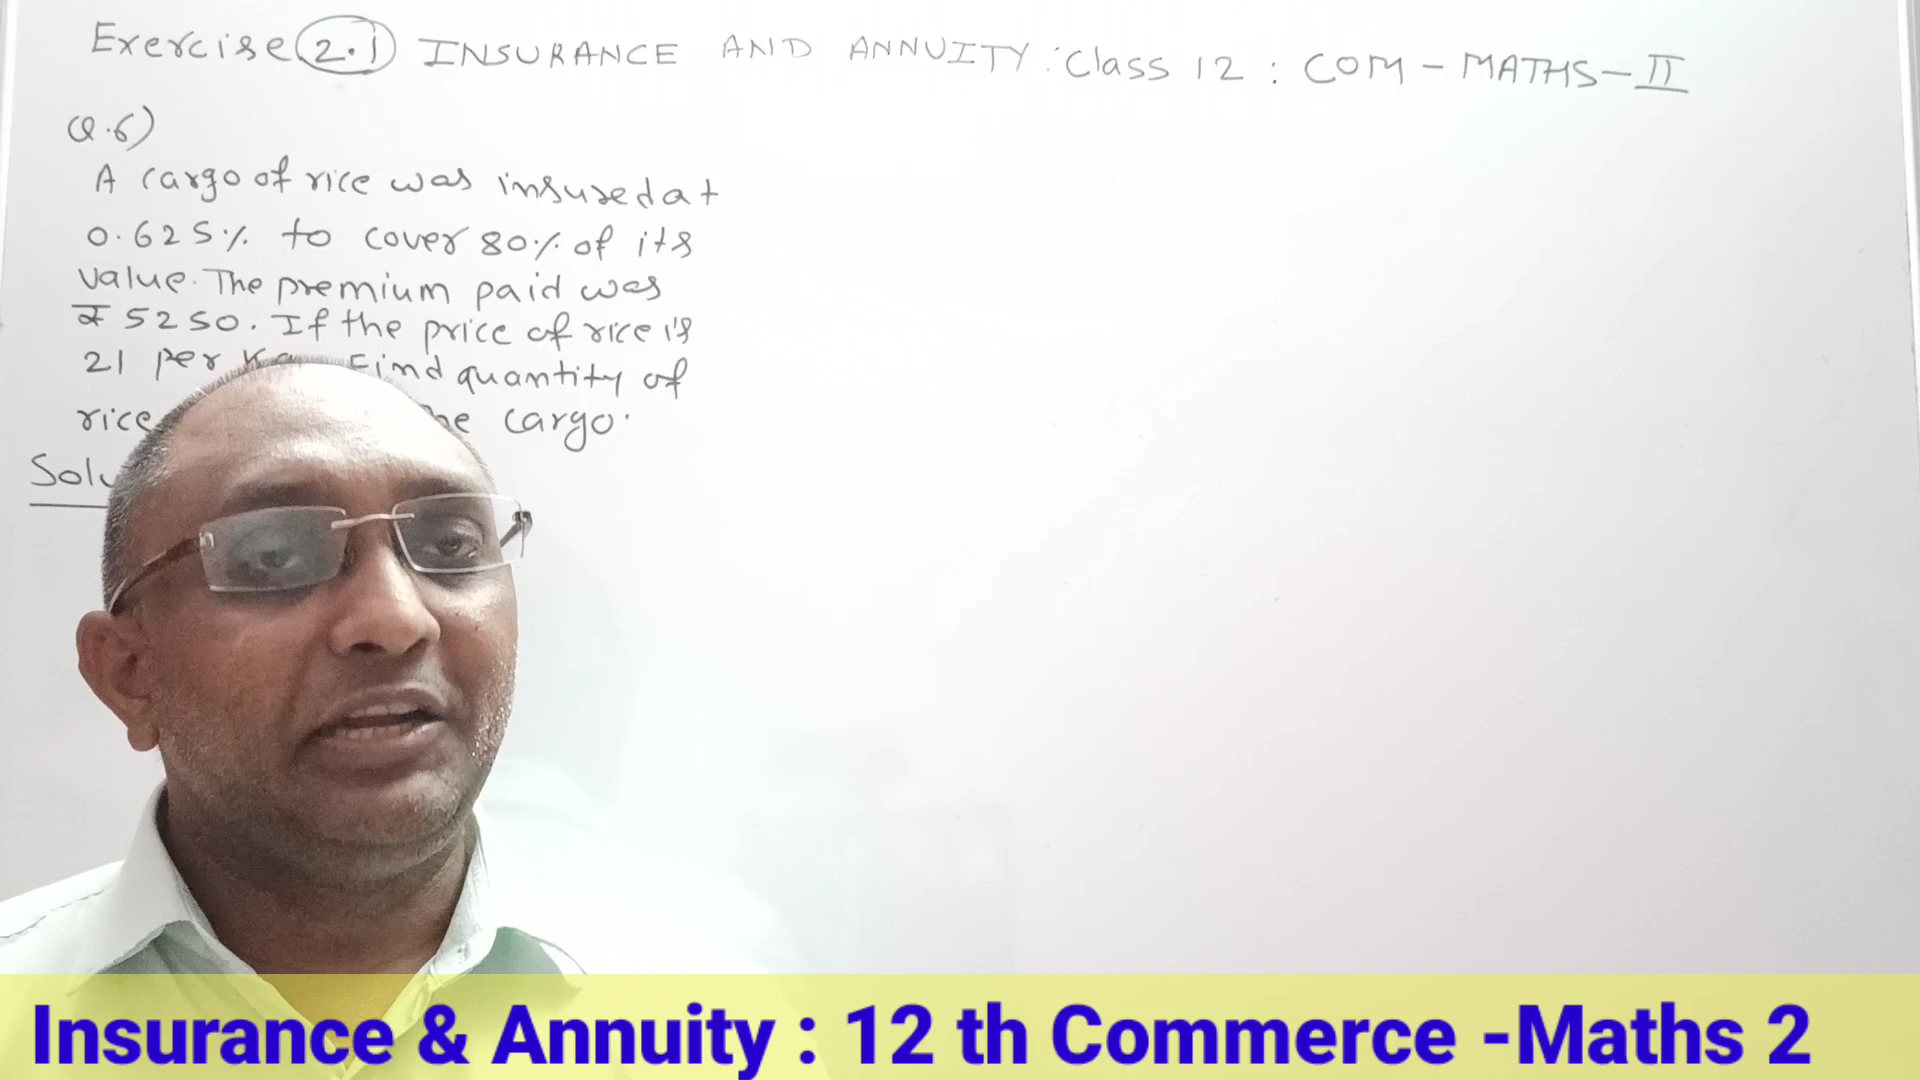 Exercise 2.1 INSURANCE AND ANNUITY : Class 12 : COM - MATHS - II
Q.6)
A cargo of rice was insured at
0.625% to cover 80% of its
value. The premium paid was
₹ 5250. If the price of rice is
21 per Find quantity of
rice cargo.
Insurance & Annuity : 12 th Commerce -Maths 2